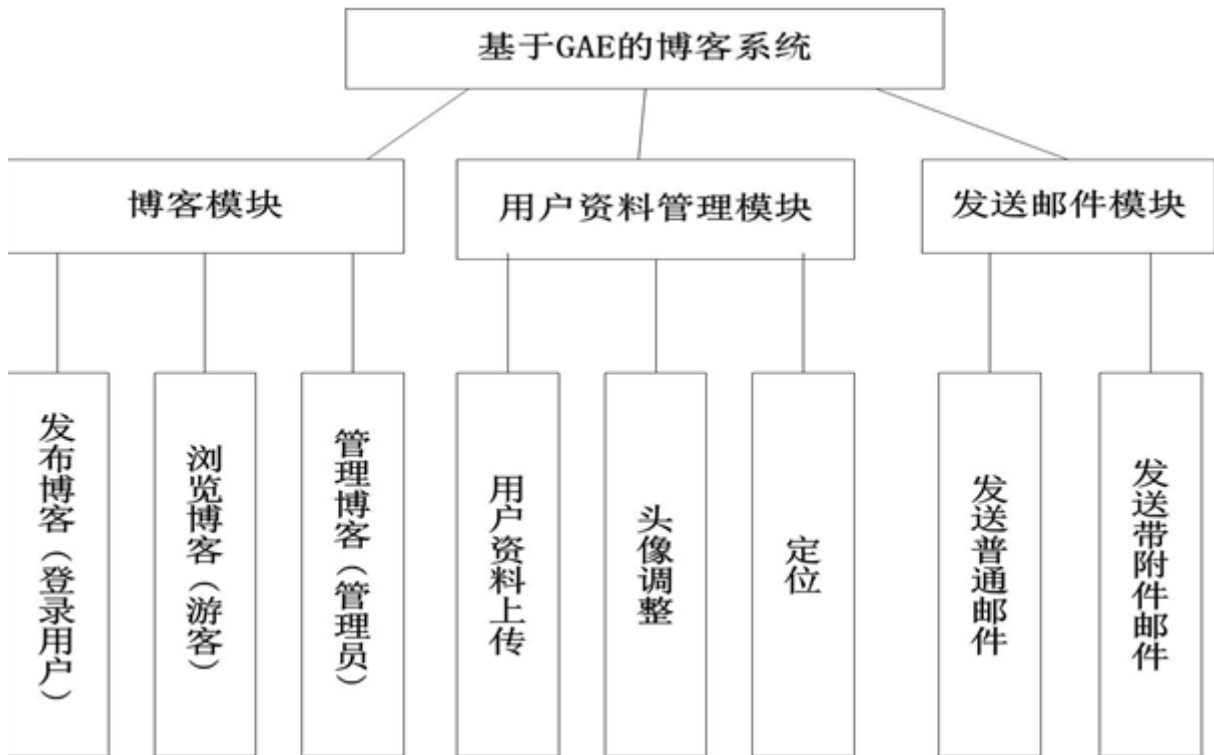 基于GAE的博客系统
博客模块
用户资料管理模块
发送邮件模块
发布博客（登录用户）
浏览博客（游客）
管理博客（管理员）
用户资料上传
头像调整
定位
发送普通邮件
发送带附件邮件